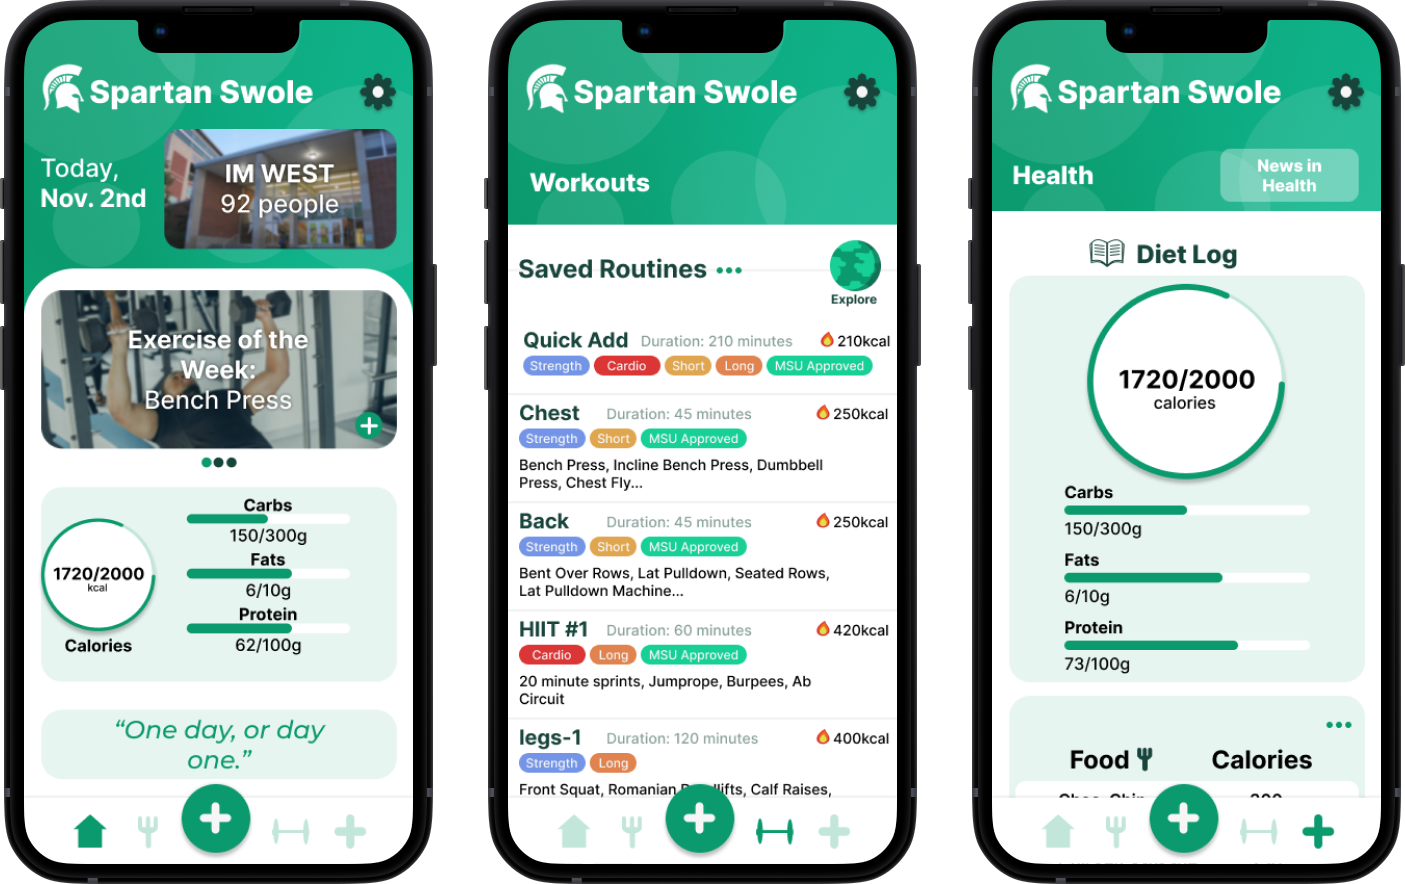 Spartan Swole
Today,
Nov. 2nd
IM WEST
92 people
Exercise of the
Week:
Bench Press
1720/2000
kcal
Calories
Carbs
150/300g
Fats
6/10g
Protein
62/100g
“One day, or day
one.”
Spartan Swole
Workouts
Saved Routines
Explore
Quick Add Duration: 210 minutes 210kcal
Strength Cardio Short Long MSU Approved
Chest Duration: 45 minutes 250kcal
Strength Short MSU Approved
Bench Press, Incline Bench Press, Dumbbell
Press, Chest Fly...
Back Duration: 45 minutes 250kcal
Strength Short MSU Approved
Bent Over Rows, Lat Pulldown, Seated Rows,
Lat Pulldown Machine...
HIIT #1 Duration: 60 minutes 420kcal
Cardio Long MSU Approved
20 minute sprints, Jumprope, Burpees, Ab
Circuit
legs-1 Duration: 120 minutes 400kcal
Strength Long
Front Squat, Romanian Calf Raises,
Spartan Swole
Health
News in
Health
Diet Log
1720/2000
calories
Carbs
150/300g
Fats
6/10g
Protein
73/100g
Food Calories